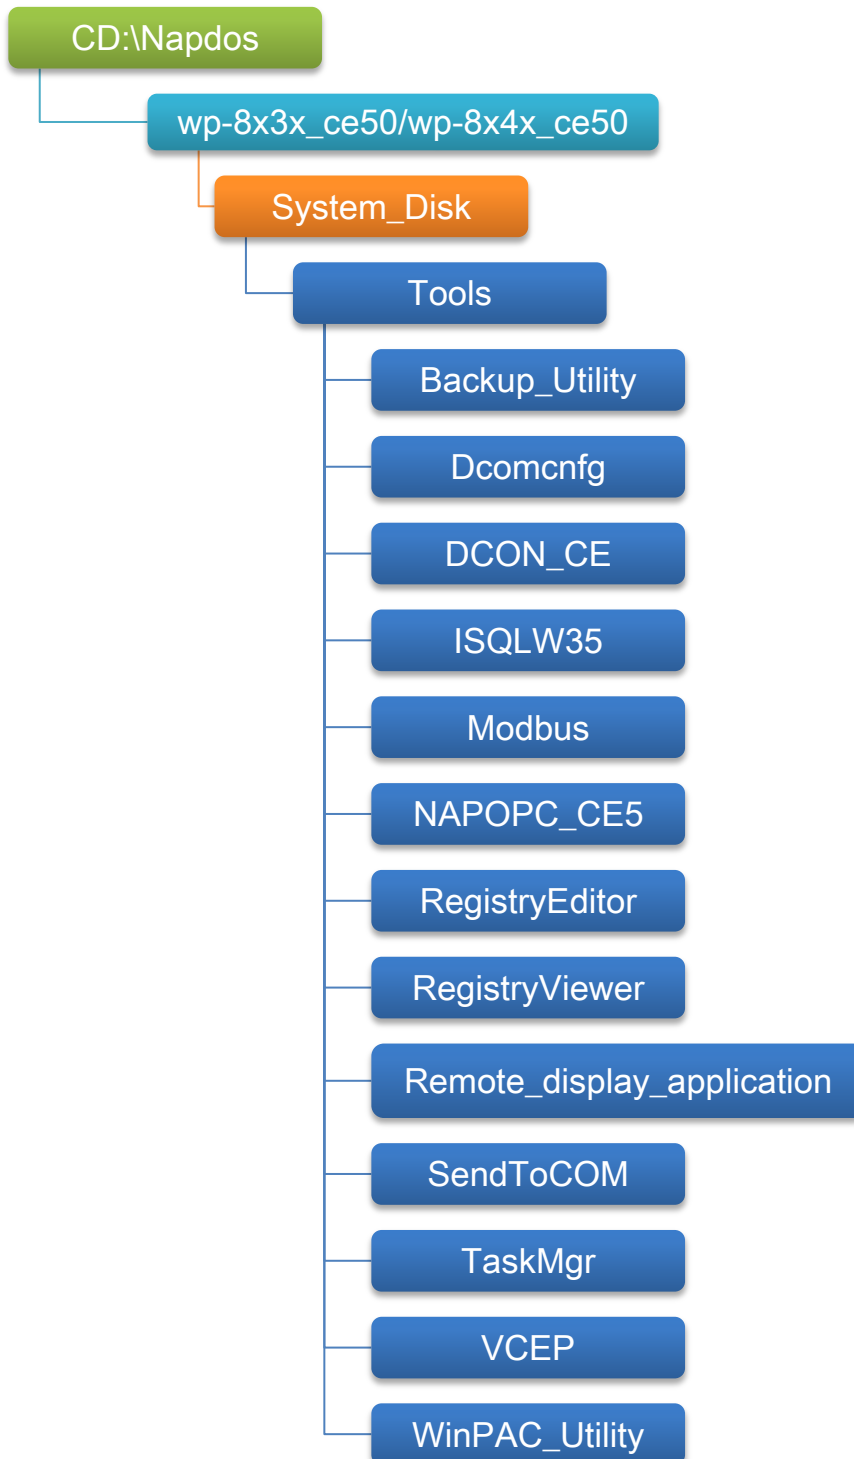 CD:\Napdos
wp-8x3x_ce50/wp-8x4x_ce50
System_Disk
Tools
Backup_Utility
Dcomcnfg
DCON_CE
ISQLW35
Modbus
NAPOPC_CE5
RegistryEditor
RegistryViewer
Remote_display_application
SendToCOM
TaskMgr
VCEP
WinPAC_Utility